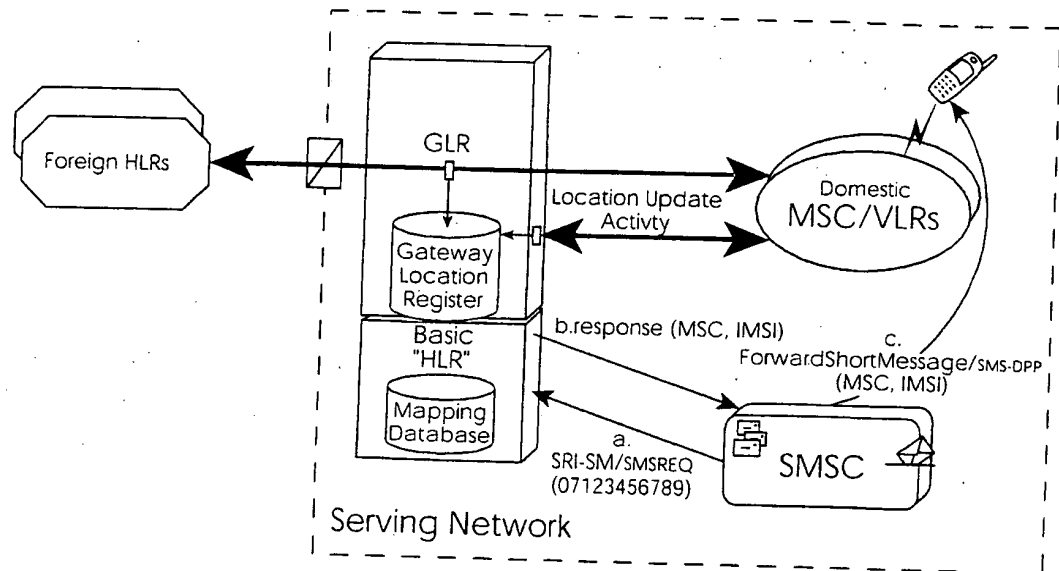 Foreign HLRs
GLR
Gateway
Location
Register
Location Update
Activty
Domestic
MSC/VLRs
Basic
"HLR"
Mapping
Database
b.response (MSC, IMSI)
a.
SRI-SM/SMSREQ
(07123456789)
c.
ForwardShortMessage/SMS-DPP
(MSC, IMSI)
SMSC
Serving Network